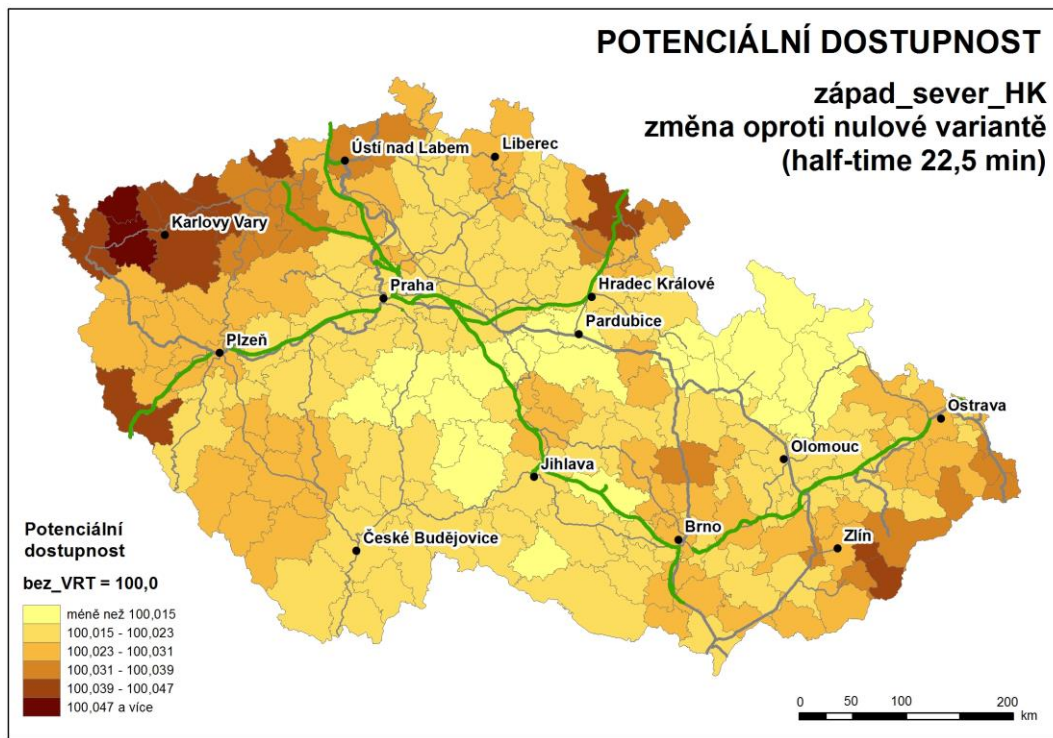 POTENCIÁLNÍ DOSTUPNOST
západ_sever_HK
změna oproti nulové variantě
(half-time 22,5 min)
Ústí nad Labem
Liberec
Karlovy Vary
Praha
Hradec Králové
Pardubice
Plzeň
Ostrava
Olomouc
Jihlava
Brno
Zlín
České Budějovice
Potenciální
dostupnost
bez_VRT = 100,0
méně než 100,015
100,015 - 100,023
100,023 - 100,031
100,031 - 100,039
100,039 - 100,047
100,047 a více
0 50 100 200
km